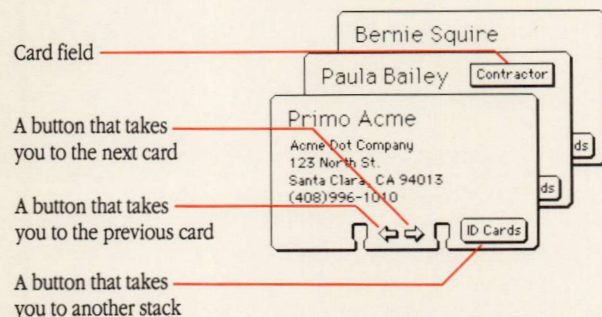 Card field
A button that takes
you to the next card
A button that takes
you to the previous card
A button that takes
you to another stack
Bernie Squire
Paula Bailey
Contractor
Primo Acme
Acme Dot Company
123 North St.
Santa Clara, CA 94013
(408)996-1010
ID Cards
ds
ds